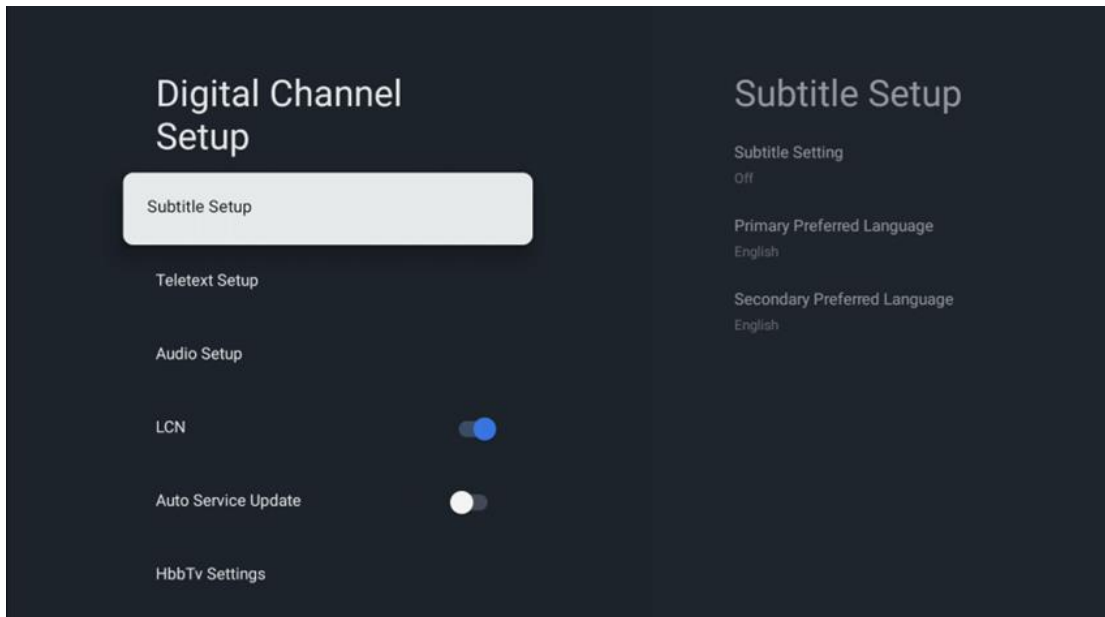 Digital Channel
Setup
Subtitle Setup
Teletext Setup
Audio Setup
LCN
Auto Service Update
HbbTv Settings
Subtitle Setup
Subtitle Setting
Off
Primary Preferred Language
English
Secondary Preferred Language
English